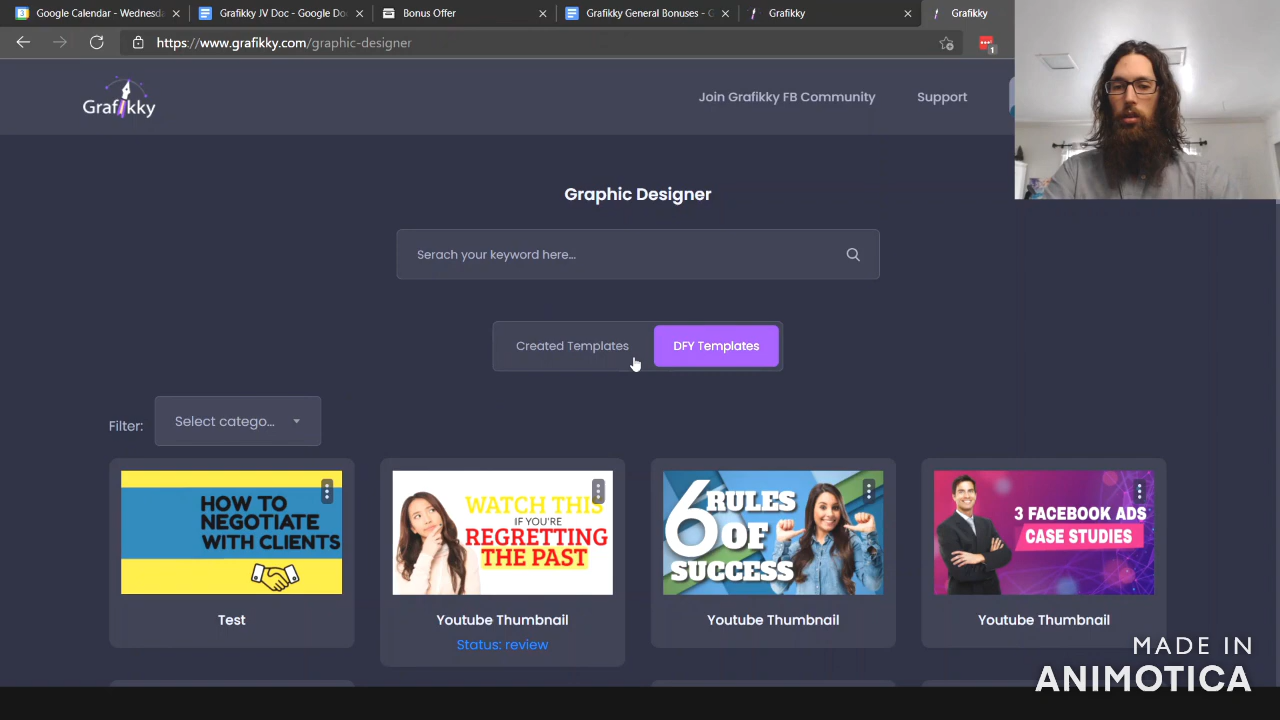 Google Calendar - Wednesda
Grafikky JV Doc - Google Do
Bonus Offer
Grafikky General Bonuses - G
Grafikky
Grafikky
https://www.grafikky.com/graphic-designer
1
Grafikky
Join Grafikky FB Community
Support
Graphic Designer
Serach your keyword here...
Created Templates
DFY Templates
Filter:
Select catego...
HOW TO
NEGOTIATE
WITH CLIENTS
Test
WATCH THIS
IF YOU'RE
REGRETTING
THE PAST
Youtube Thumbnail
Status: review
6 RULES
OF
SUCCESS
Youtube Thumbnail
3 FACEBOOK ADS
CASE STUDIES
Youtube Thumbnail
MADE IN
ANIMOTICA